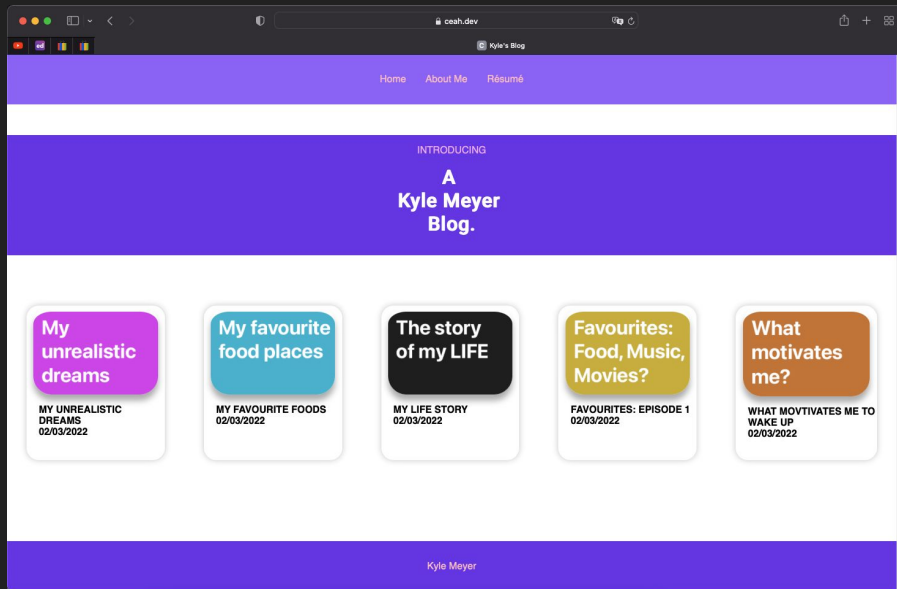 ceah.dev
ed
C Kyle's Blog
Home About Me Résumé
INTRODUCING
A
Kyle Meyer
Blog.
My
unrealistic
dreams
MY UNREALISTIC
DREAMS
02/03/2022
My favourite
food places
MY FAVOURITE FOODS
02/03/2022
The story
of my LIFE
MY LIFE STORY
02/03/2022
Favourites:
Food, Music,
Movies?
FAVOURITES: EPISODE 1
02/03/2022
What
motivates
me?
WHAT MOVTIVATES ME TO
WAKE UP
02/03/2022
Kyle Meyer